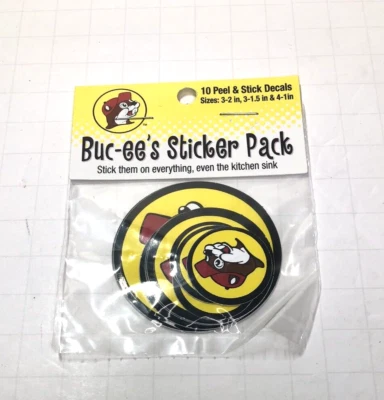 10 Peel & Stick Decals
Sizes: 3-2 in, 3-1.5 in & 4-1in
Buc-ee's Sticker Pack
Stick them on everything, even the kitchen sink